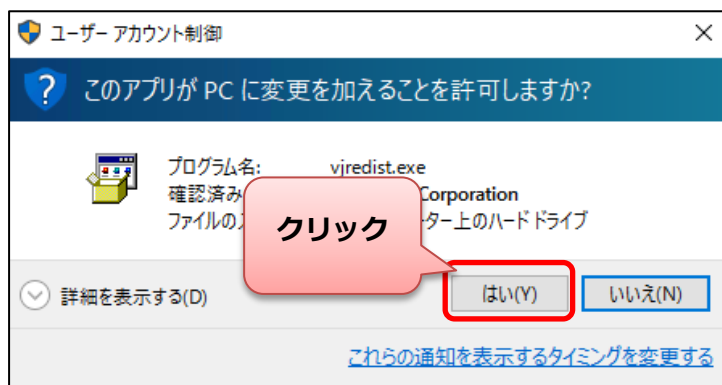 ユーザー アカウント制御
このアプリが PC に変更を加えることを許可しますか?
プログラム名: vjredist.exe
確認済み Corporation
ファイルの ター上のハード ドライブ
クリック
詳細を表示する(D) はい(Y) いいえ(N)
これらの通知を表示するタイミングを変更する